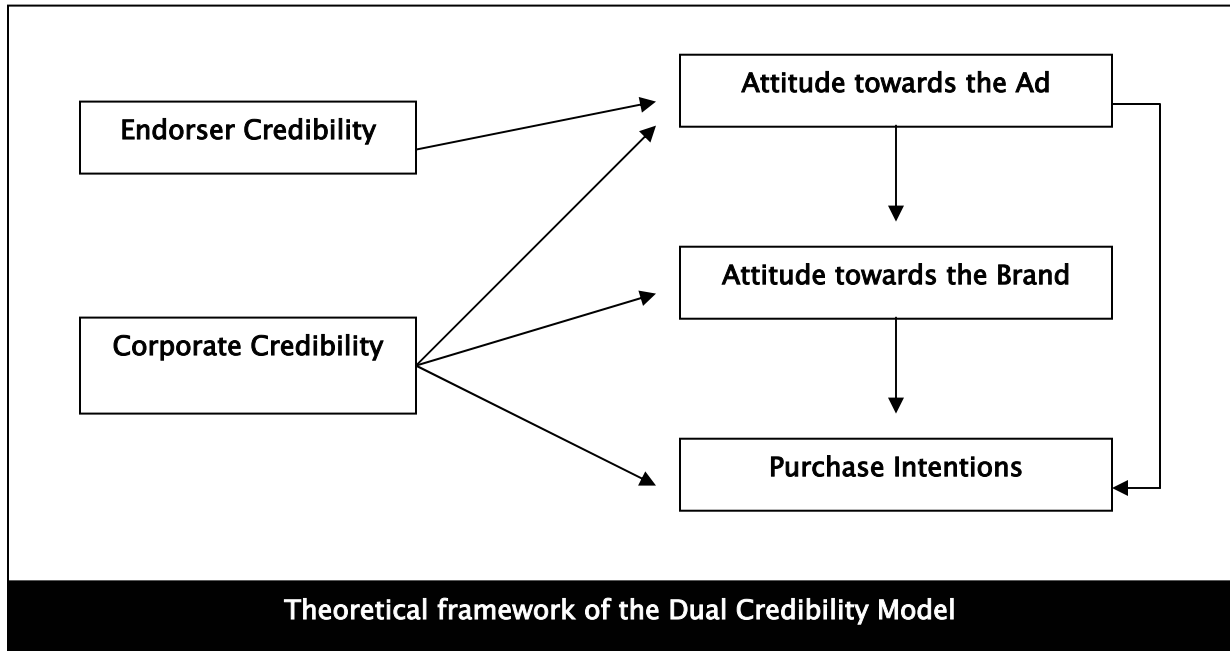 Endorser Credibility
Attitude towards the Ad
Corporate Credibility
Attitude towards the Brand
Purchase Intentions
Theoretical framework of the Dual Credibility Model